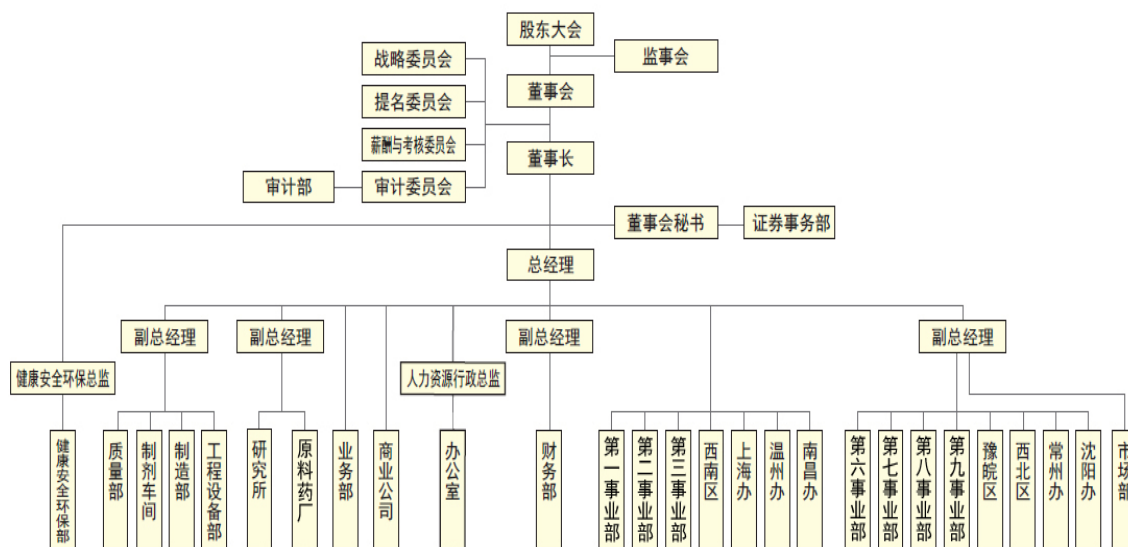 股东大会
监事会
战略委员会
董事会
提名委员会
薪酬与考核委员会
董事长
审计部
审计委员会
董事会秘书
证券事务部
总经理
副总经理
副总经理
副总经理
副总经理
健康安全环保总监
人力资源行政总监
健康安全环保部
质量部
制剂车间
制造部
工程设备部
研究所
原料药厂
业务部
商业公司
办公室
财务部
第一事业部
第二事业部
第三事业部
西南区
上海办
温州办
南昌办
第六事业部
第七事业部
第八事业部
第九事业部
豫皖区
西北区
常州办
沈阳办
市场部